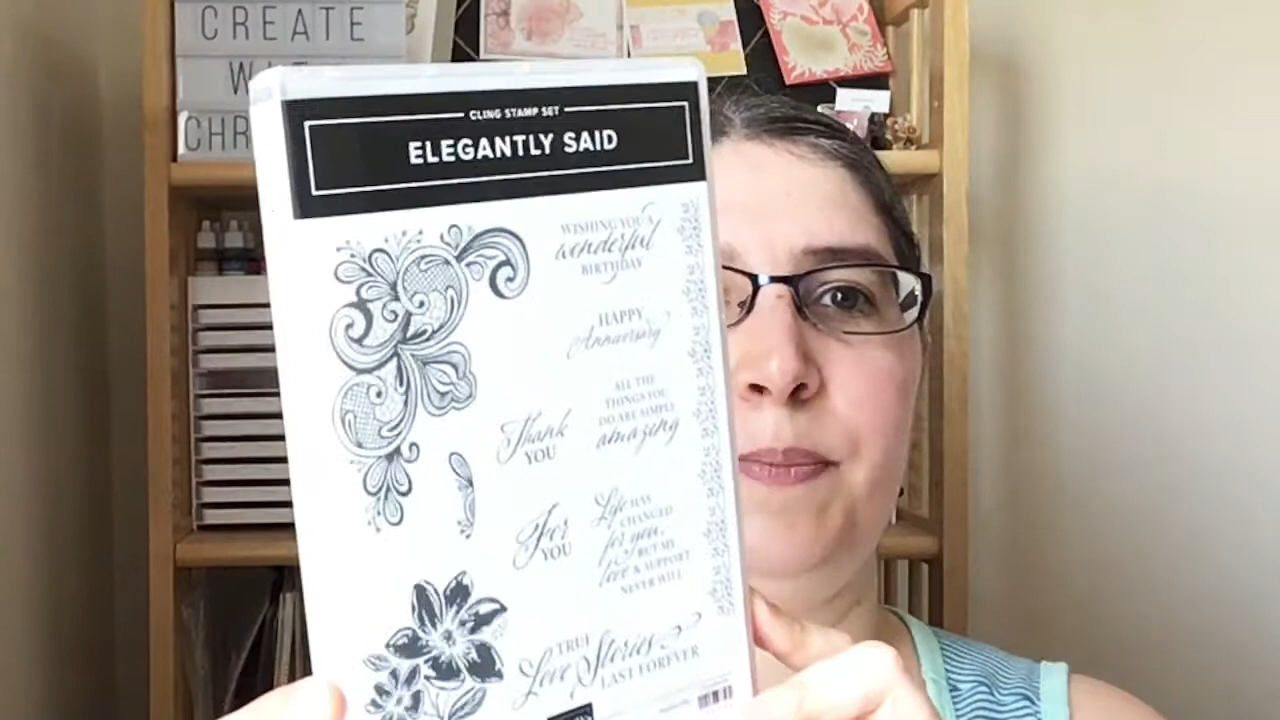 CREATE
W
CHR
CLING STAMP SET
ELEGANTLY SAID
WISHING YOU A
wonderful
BIRTHDAY
HAPPY
Anniversary
ALL THE
THINGS YOU
DO ARE SIMPLY
amazing
Thank
YOU
For
YOU
Life HAS
CHANGED
for you,
BUT MY
love & SUPPORT
NEVER WILL
TRUE
Love Stories
LAST FOREVER